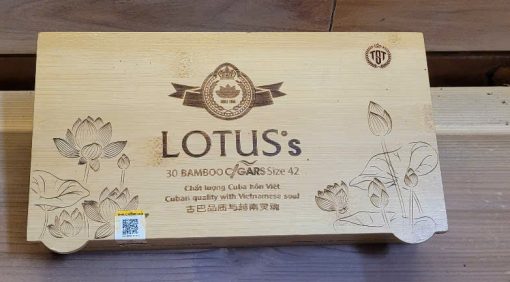 TST
LOTUS's
30 BAMBOO CIGARS Size 42
Chất lượng Cuba hồn Việt
Cuban quality with Vietnamese soul
古巴品质与越南灵魂